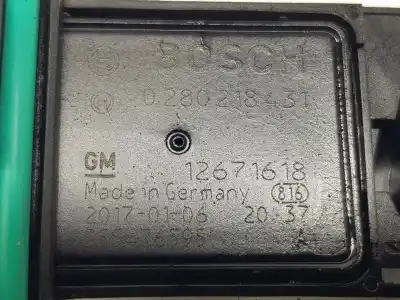 BOSCH
0 280 218 431
GM 12671618
Made in Germany 816
2017-01-06 20:37